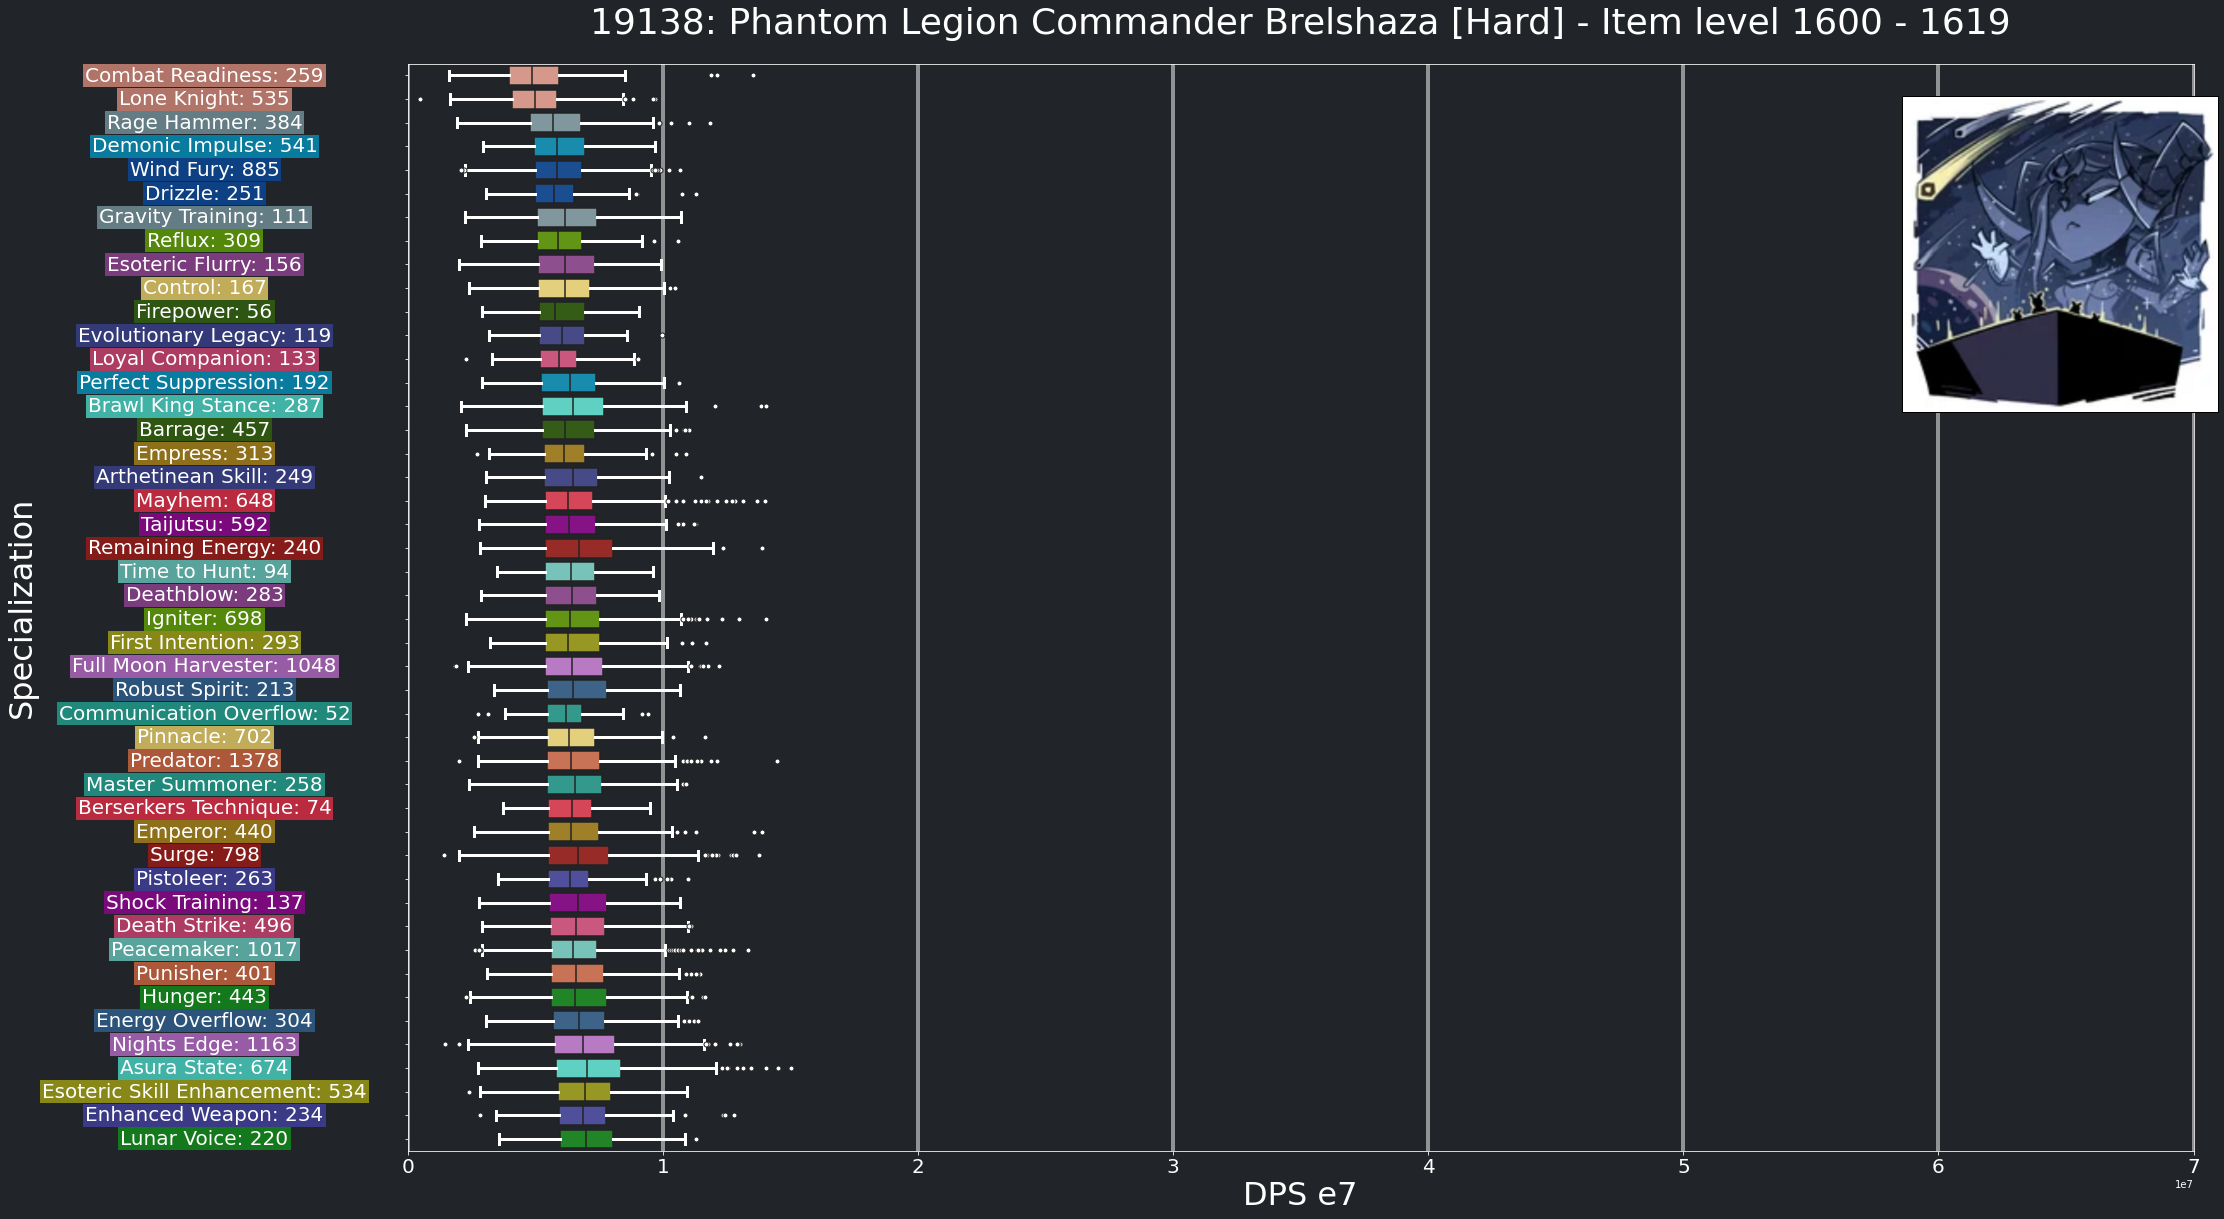 19138: Phantom Legion Commander Brelshaza [Hard] - Item level 1600 - 1619
Combat Readiness: 259
Lone Knight: 535
Rage Hammer: 384
Demonic Impulse: 541
Wind Fury: 885
Drizzle: 251
Gravity Training: 111
Reflux: 309
Esoteric Flurry: 156
Control: 167
Firepower: 56
Evolutionary Legacy: 119
Loyal Companion: 133
Perfect Suppression: 192
Brawl King Stance: 287
Barrage: 457
Empress: 313
Arthetinean Skill: 249
Mayhem: 648
Taijutsu: 592
Remaining Energy: 240
Time to Hunt: 94
Deathblow: 283
Igniter: 698
First Intention: 293
Full Moon Harvester: 1048
Robust Spirit: 213
Communication Overflow: 52
Pinnacle: 702
Predator: 1378
Master Summoner: 258
Berserkers Technique: 74
Emperor: 440
Surge: 798
Pistoleer: 263
Shock Training: 137
Death Strike: 496
Peacemaker: 1017
Punisher: 401
Hunger: 443
Energy Overflow: 304
Nights Edge: 1163
Asura State: 674
Esoteric Skill Enhancement: 534
Enhanced Weapon: 234
Lunar Voice: 220
Specialization
0 1 2 3 4 5 6 7
1e7
DPS e7